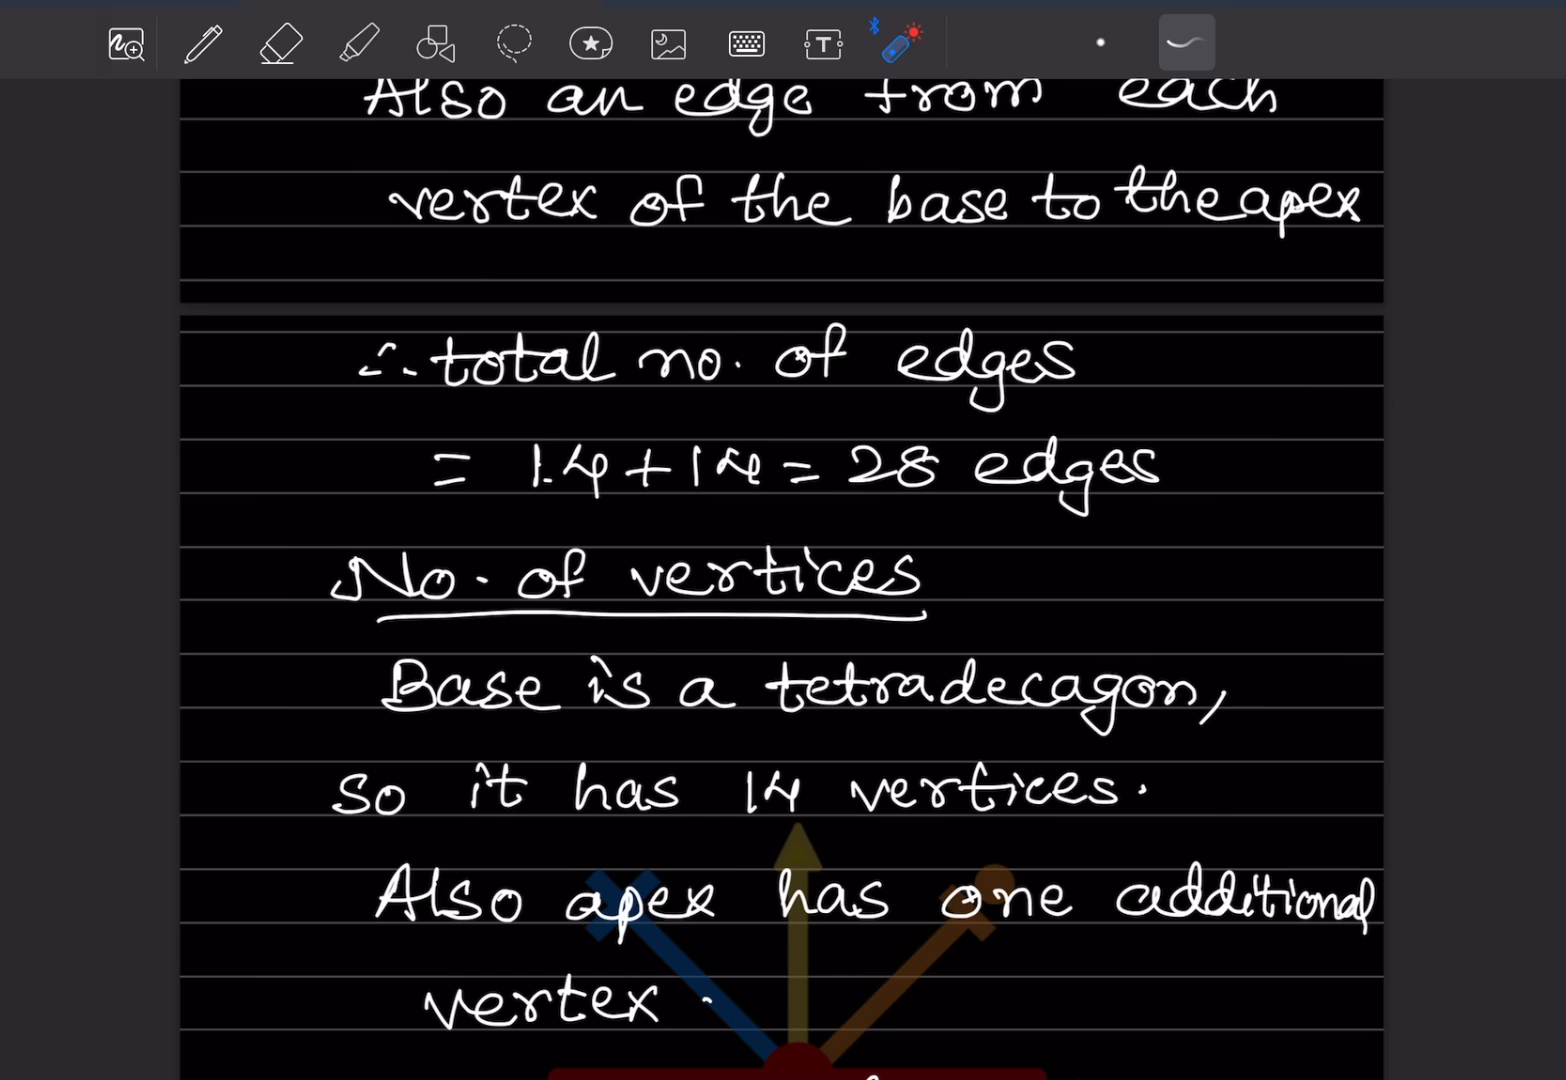 Also an edge from each
vertex of the base to the apex
∴ total no. of edges
= 14 + 14 = 28 edges
No. of vertices
Base is a tetradecagon,
so it has 14 vertices.
Also apex has one additional
vertex.